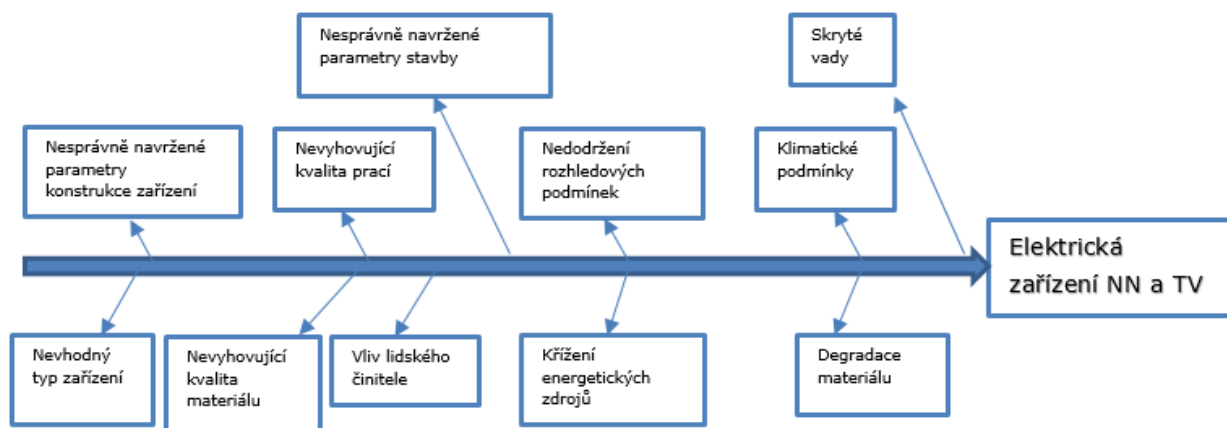 Nesprávně navržené
parametry stavby
Skryté
vady
Nesprávně navržené
parametry
konstrukce zařízení
Nevyhovující
kvalita prací
Nedodržení
rozhledových
podmínek
Klimatické
podmínky
Elektrická
zařízení NN a TV
Nevhodný
typ zařízení
Nevyhovující
kvalita
materiálu
Vliv lidského
činitele
Křížení
energetických
zdrojů
Degradace
materiálu